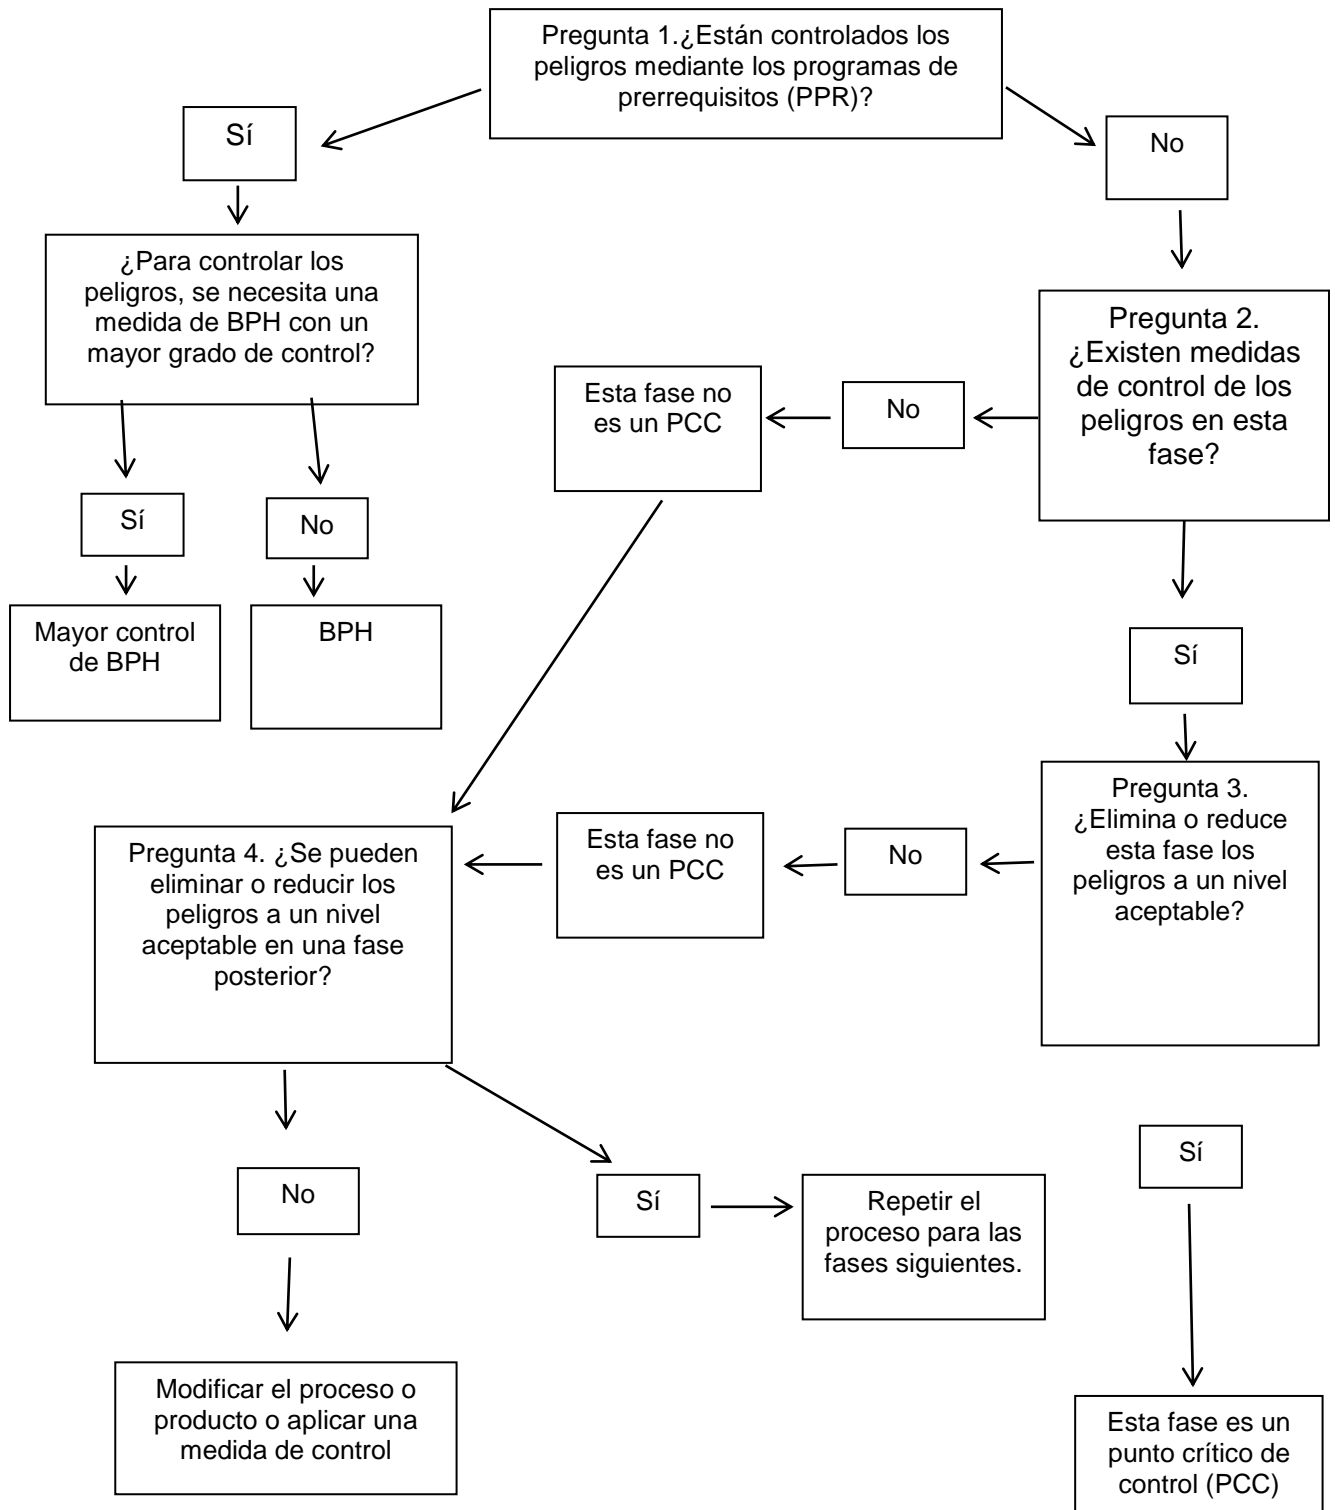 Pregunta 1.¿Están controlados los
peligros mediante los programas de
prerrequisitos (PPR)?
Sí
No
¿Para controlar los
peligros, se necesita una
medida de BPH con un
mayor grado de control?
Pregunta 2.
¿Existen medidas
de control de los
peligros en esta
fase?
Esta fase no
es un PCC
No
Sí
No
Mayor control
de BPH
BPH
Sí
Pregunta 3.
¿Elimina o reduce
esta fase los
peligros a un nivel
aceptable?
No
Esta fase no
es un PCC
Pregunta 4. ¿Se pueden
eliminar o reducir los
peligros a un nivel
aceptable en una fase
posterior?
No
Sí
Repetir el
proceso para las
fases siguientes.
Sí
Modificar el proceso o
producto o aplicar una
medida de control
Esta fase es un
punto crítico de
control (PCC)